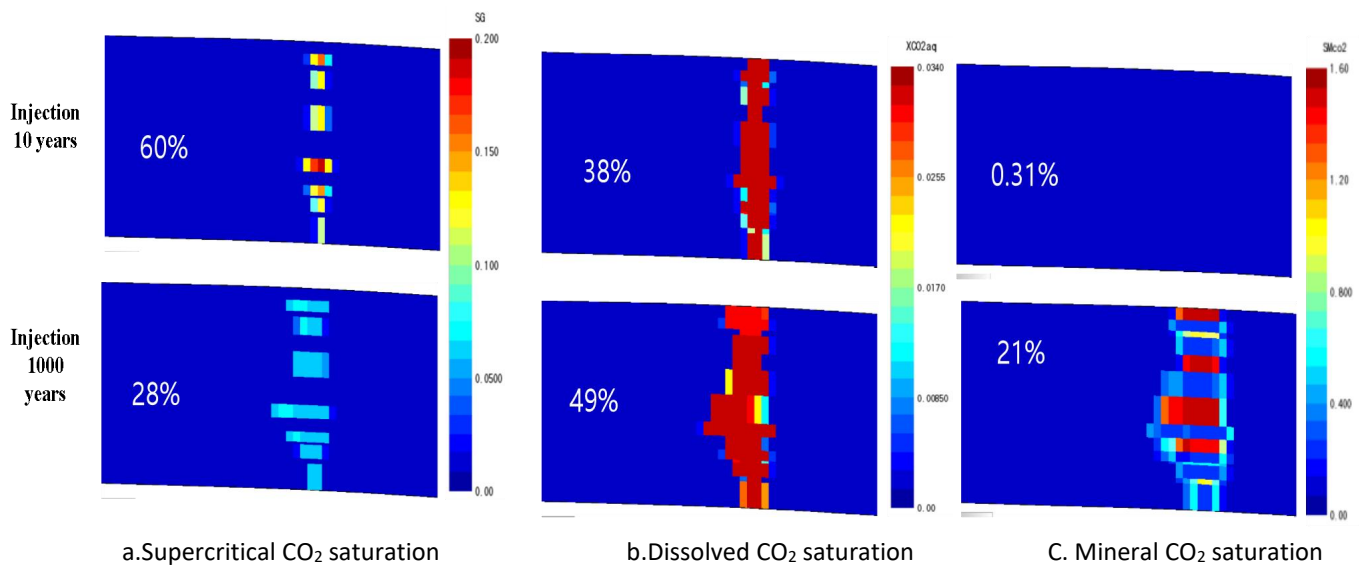 SG
0.200
0.150
0.100
0.0500
0.00
XCO2aq
0.0340
0.0255
0.0170
0.00850
0.00
SMco2
1.60
1.20
0.800
0.400
0.00
Injection
10 years
60%
38%
0.31%
Injection
1000
years
28%
49%
21%
a.Supercritical CO₂ saturation
b.Dissolved CO₂ saturation
C. Mineral CO₂ saturation